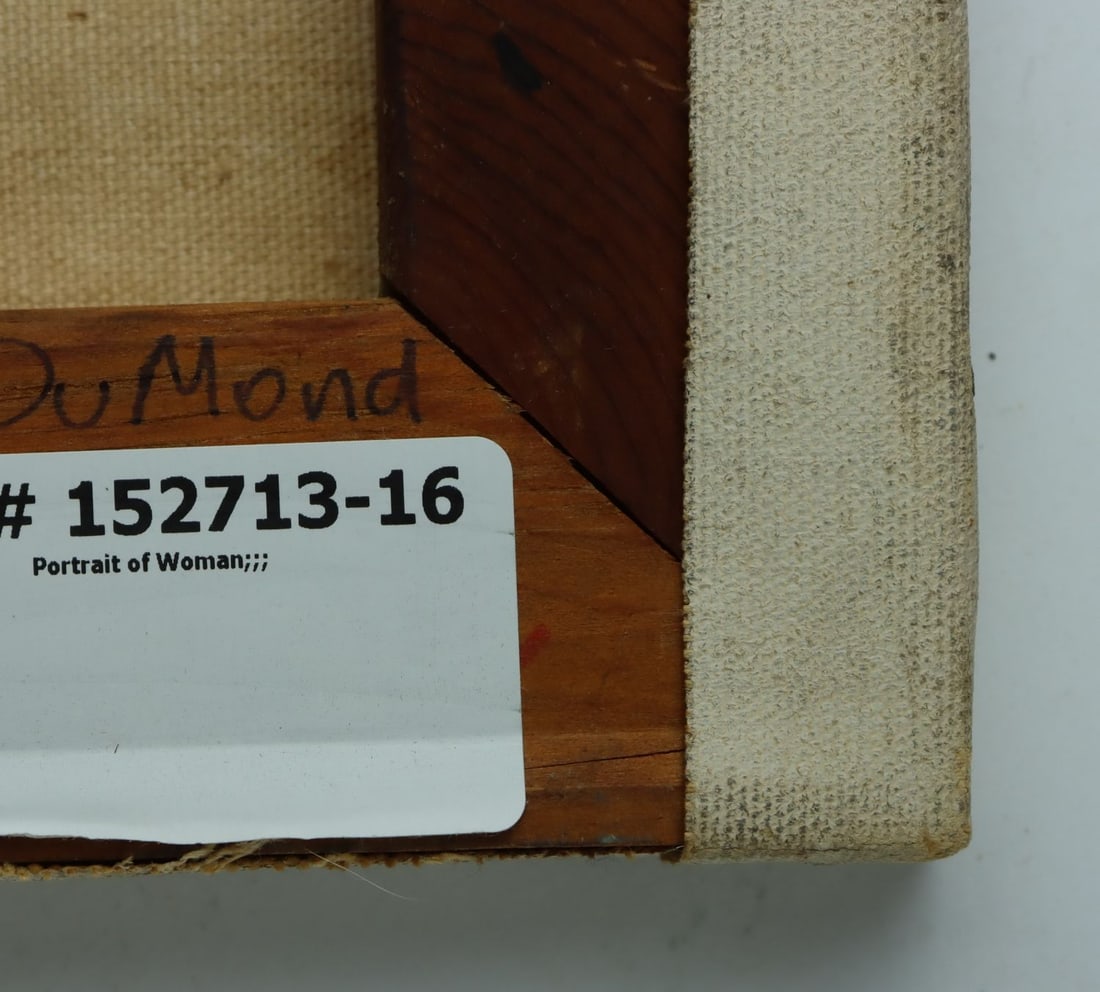 DuMond
# 152713-16
Portrait of Woman;;;